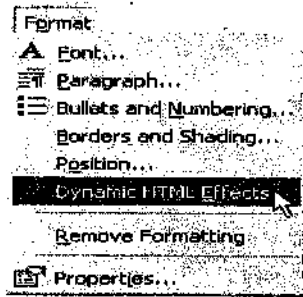 Format
Font...
Paragraph...
Bullets and Numbering...
Borders and Shading...
Position...
Dynamic HTML Effects
Remove Formatting
Properties...